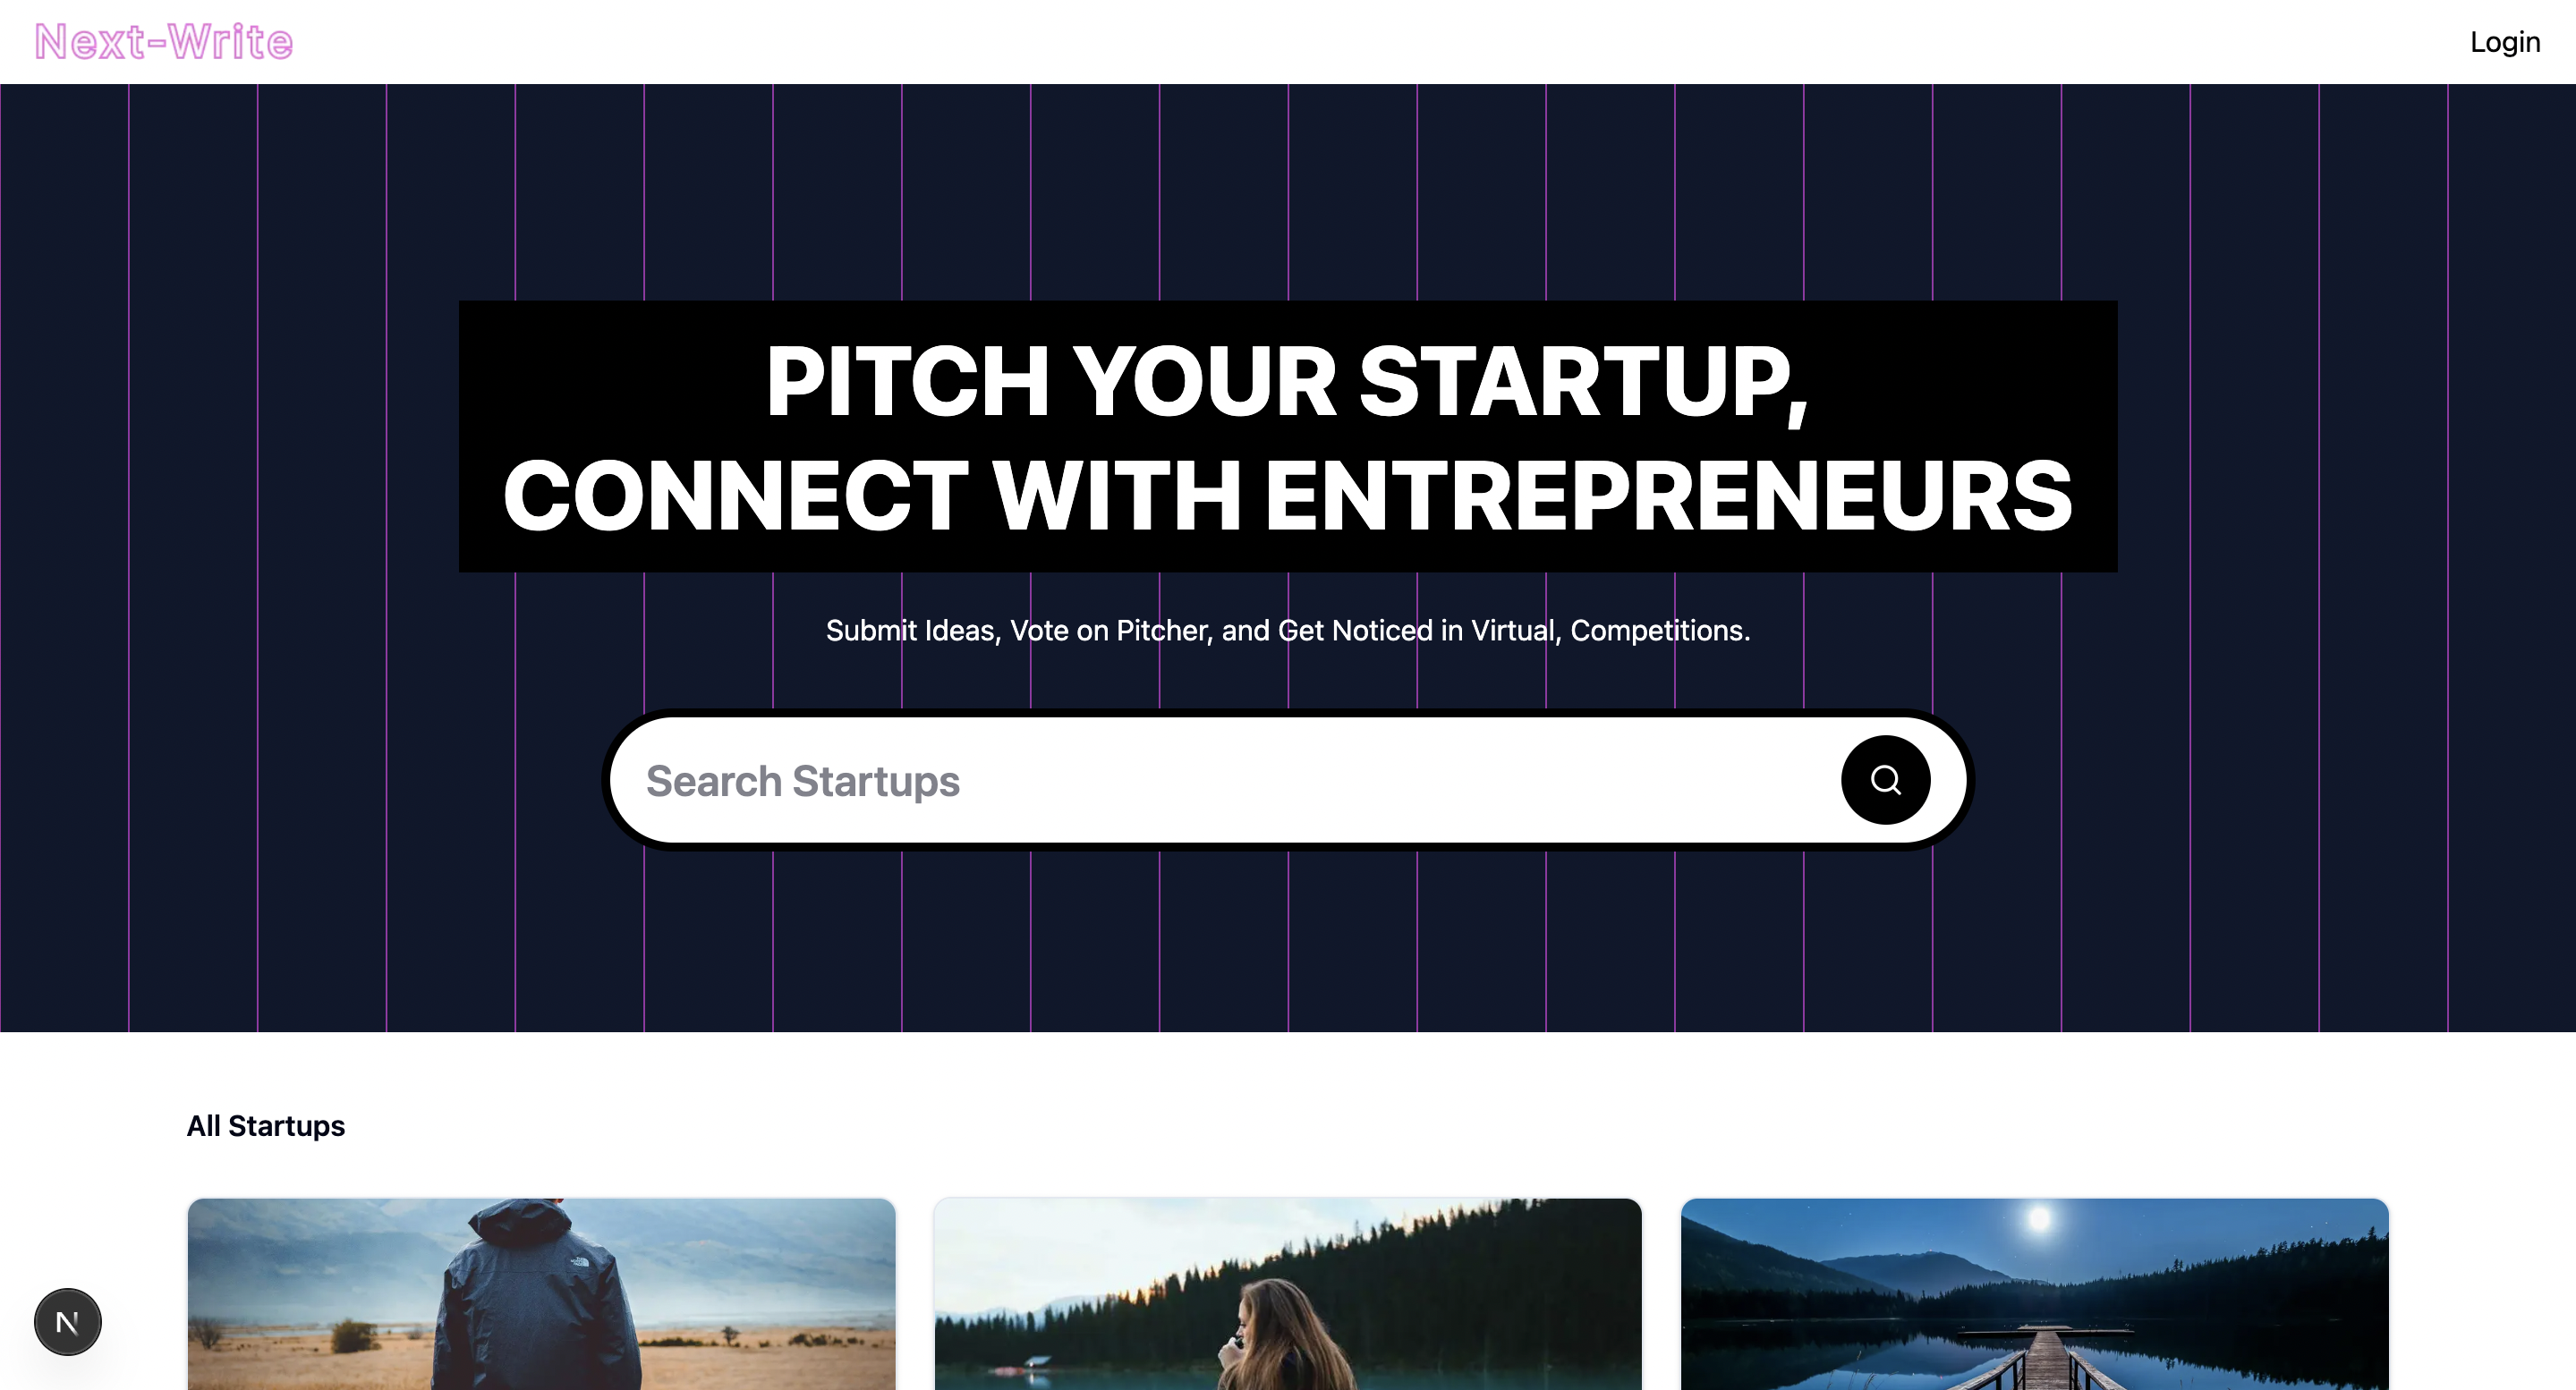 Next-Write
Login
PITCH YOUR STARTUP,
CONNECT WITH ENTREPRENEURS
Submit Ideas, Vote on Pitcher, and Get Noticed in Virtual, Competitions.
Search Startups
All Startups
N